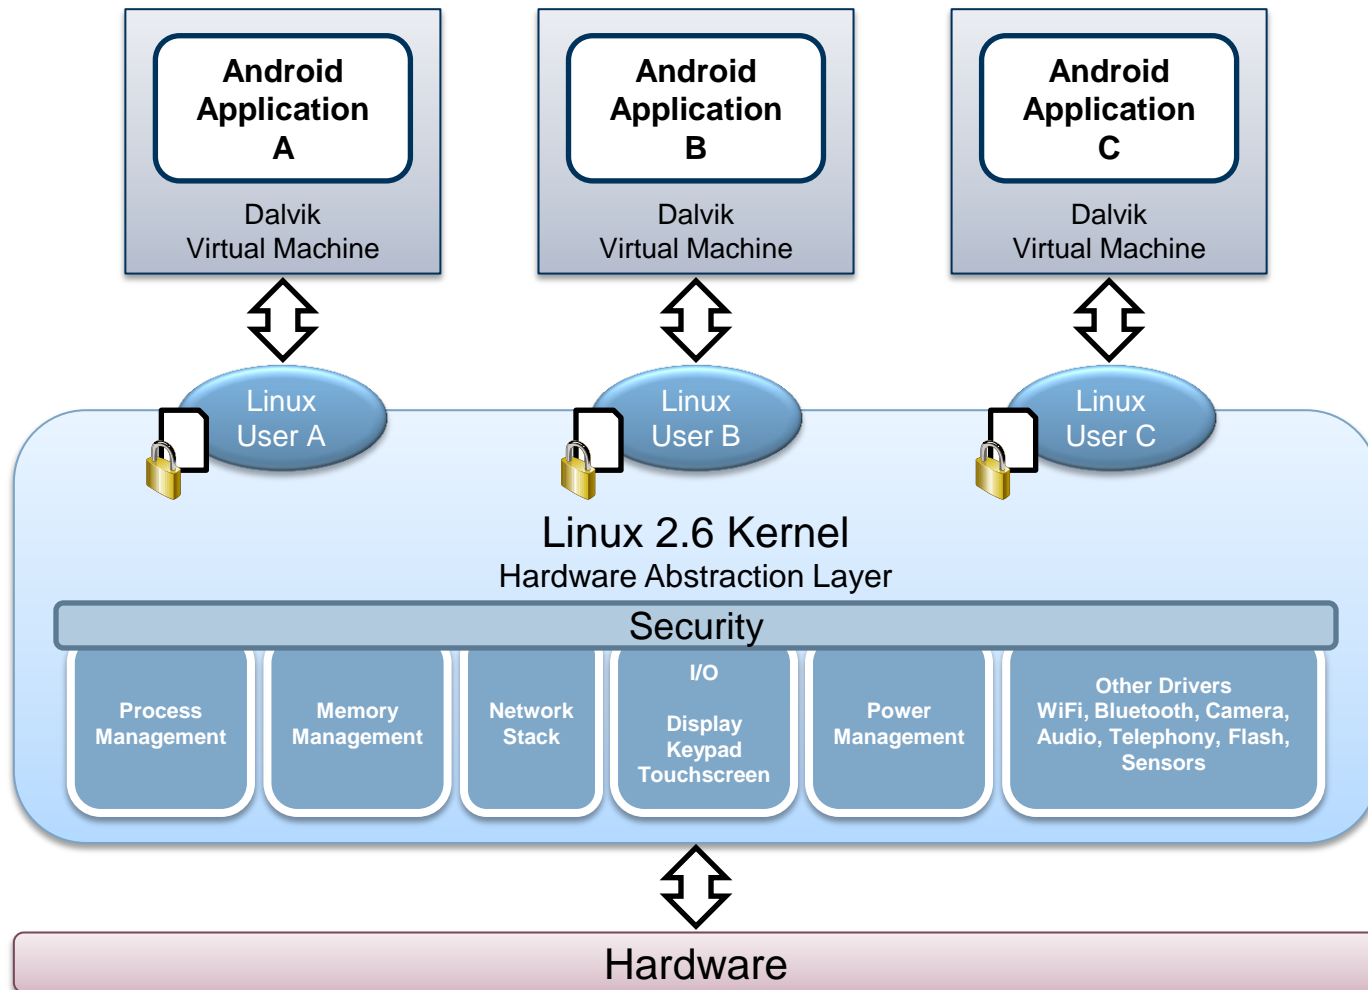 Android
Application
A
Dalvik
Virtual Machine
Android
Application
B
Dalvik
Virtual Machine
Android
Application
C
Dalvik
Virtual Machine
Linux
User A
Linux
User B
Linux
User C
Linux 2.6 Kernel
Hardware Abstraction Layer
Security
Process
Management
Memory
Management
Network
Stack
I/O
Display
Keypad
Touchscreen
Power
Management
Other Drivers
WiFi, Bluetooth, Camera,
Audio, Telephony, Flash,
Sensors
Hardware